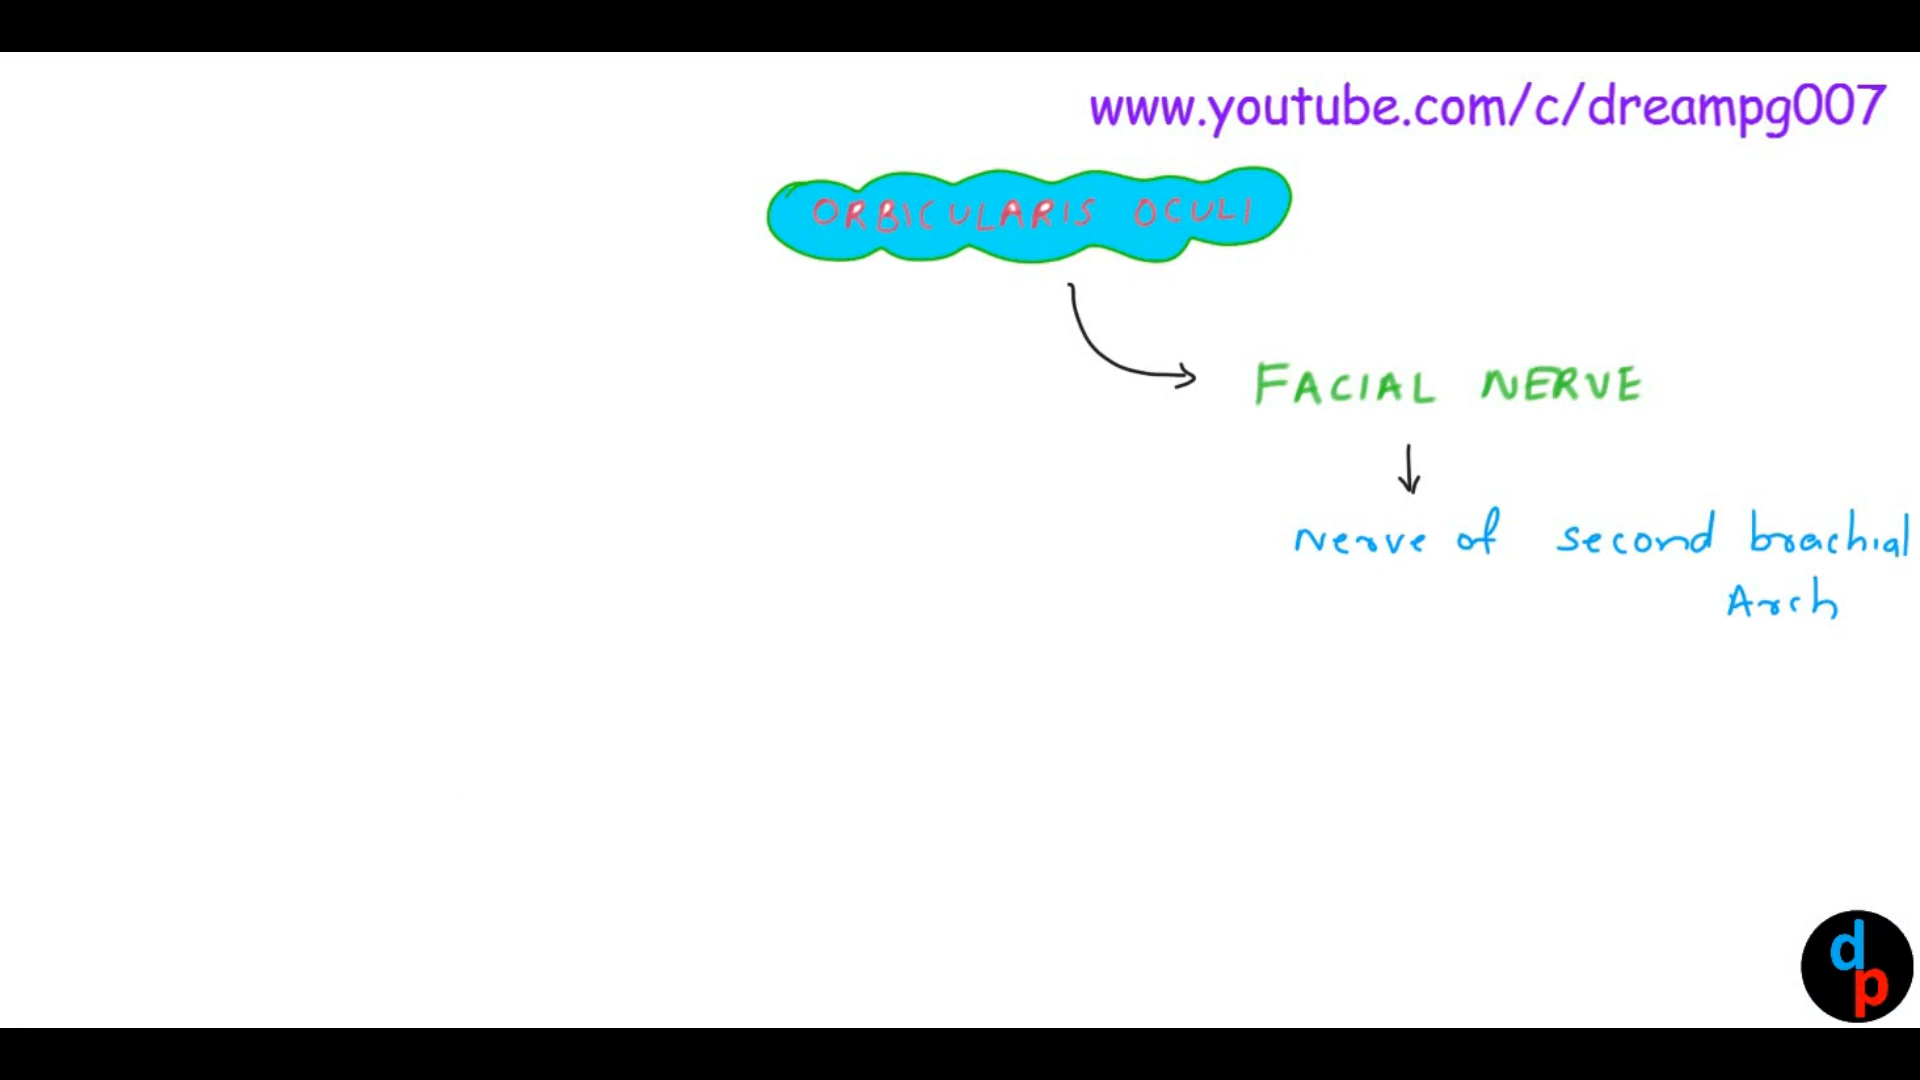 www.youtube.com/c/dreampg007
ORBICULARIS OCULI
FACIAL NERVE
Nerve of second brachial
Arch
dp